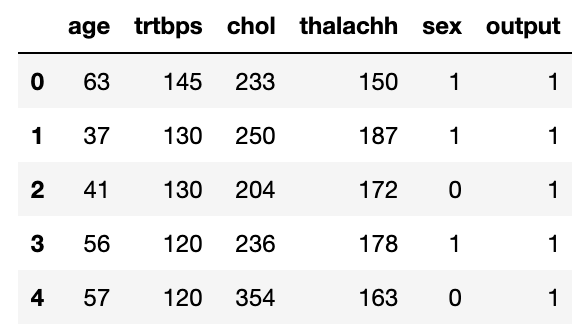 age trtbps chol thalachh sex output
0 63 145 233 150 1 1
1 37 130 250 187 1 1
2 41 130 204 172 0 1
3 56 120 236 178 1 1
4 57 120 354 163 0 1